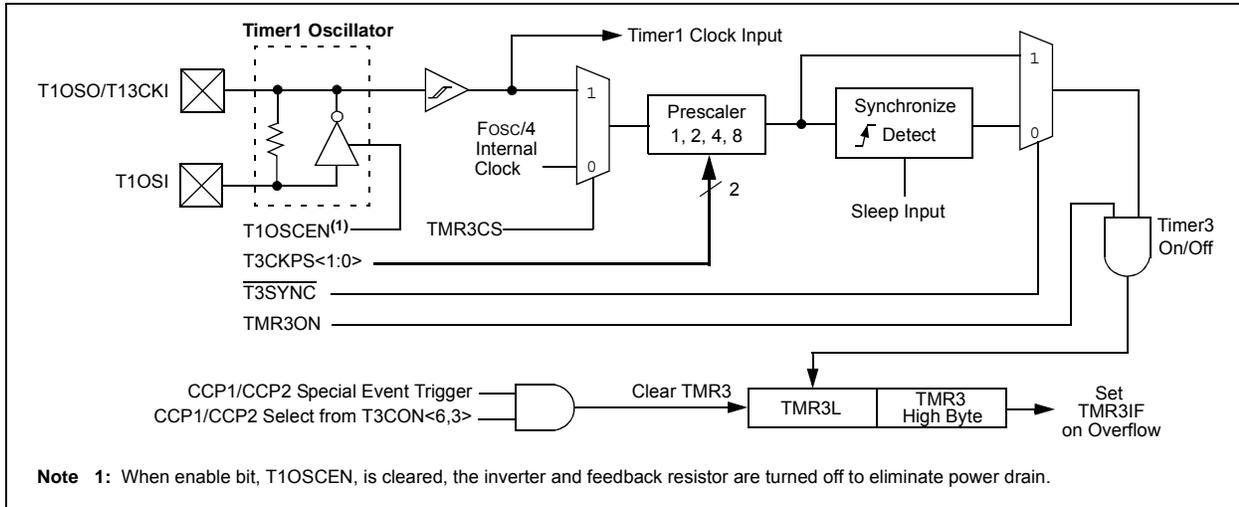 Timer1 Oscillator
Timer1 Clock Input
T1OSO/T13CKI
1
1
Prescaler
1, 2, 4, 8
Synchronize
Detect
FOSC/4
Internal
Clock
0
0
T1OSI
2
Sleep Input
T1OSCEN(1)
TMR3CS
Timer3
On/Off
T3CKPS<1:0>
T3SYNC
TMR3ON
CCP1/CCP2 Special Event Trigger
CCP1/CCP2 Select from T3CON<6,3>
Clear TMR3
TMR3L
TMR3
High Byte
Set
TMR3IF
on Overflow
Note 1: When enable bit, T1OSCEN, is cleared, the inverter and feedback resistor are turned off to eliminate power drain.